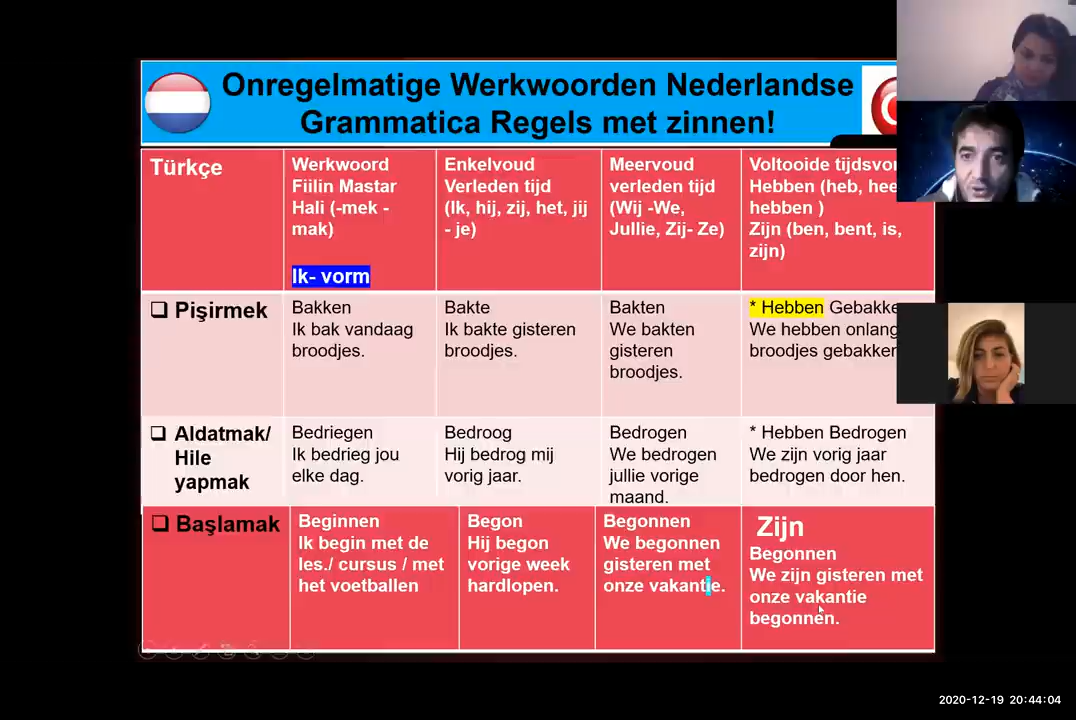 Onregelmatige Werkwoorden Nederlandse
Grammatica Regels met zinnen!
Türkçe
Werkwoord
Fiilin Mastar
Hali (-mek -
mak)
Ik- vorm
Enkelvoud
Verleden tijd
(Ik, hij, zij, het, jij
- je)
Meervoud
verleden tijd
(Wij -We,
Jullie, Zij- Ze)
Voltooide tijdsvor
Hebben (heb, hee
hebben )
Zijn (ben, bent, is,
zijn)
Pişirmek
Bakken
Ik bak vandaag
broodjes.
Bakte
Ik bakte gisteren
broodjes.
Bakten
We bakten
gisteren
broodjes.
* Hebben Gebakke
We hebben onlang
broodjes gebakken
Aldatmak/
Hile
yapmak
Bedriegen
Ik bedrieg jou
elke dag.
Bedroog
Hij bedrog mij
vorig jaar.
Bedrogen
We bedrogen
jullie vorige
maand.
* Hebben Bedrogen
We zijn vorig jaar
bedrogen door hen.
Başlamak
Beginnen
Ik begin met de
les./ cursus / met
het voetballen
Begon
Hij begon
vorige week
hardlopen.
Begonnen
We begonnen
gisteren met
onze vakantie.
Zijn
Begonnen
We zijn gisteren met
onze vakantie
begonnen.
2020-12-19 20:44:04